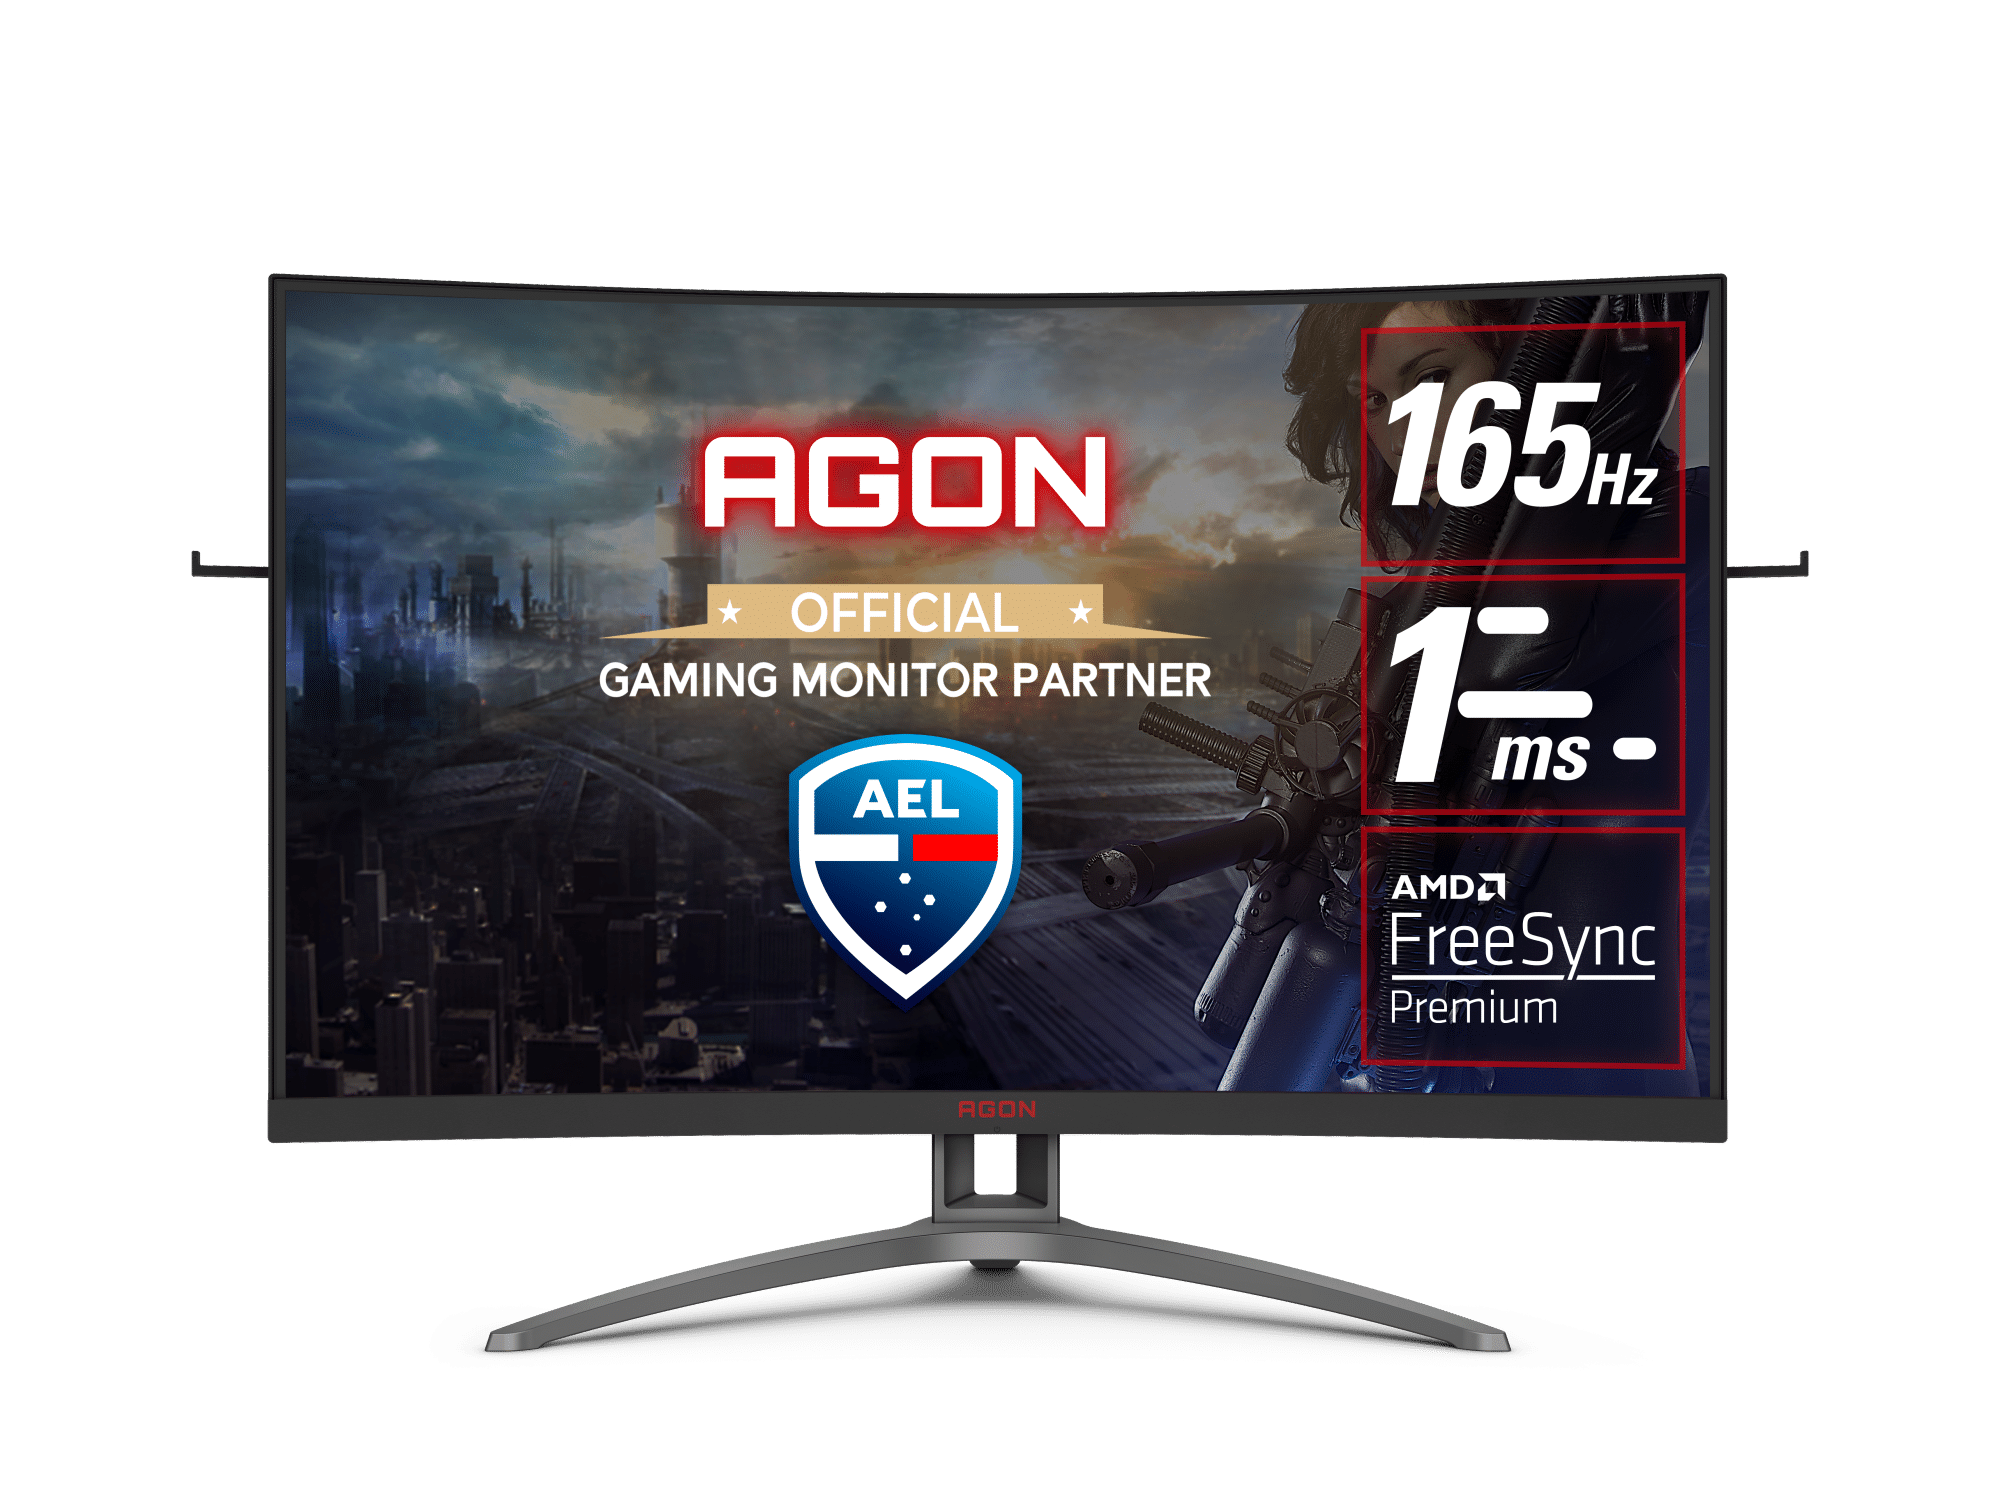 AGON
OFFICIAL
GAMING MONITOR PARTNER
AEL
165Hz
1ms
AMD
FreeSync
Premium
AGON